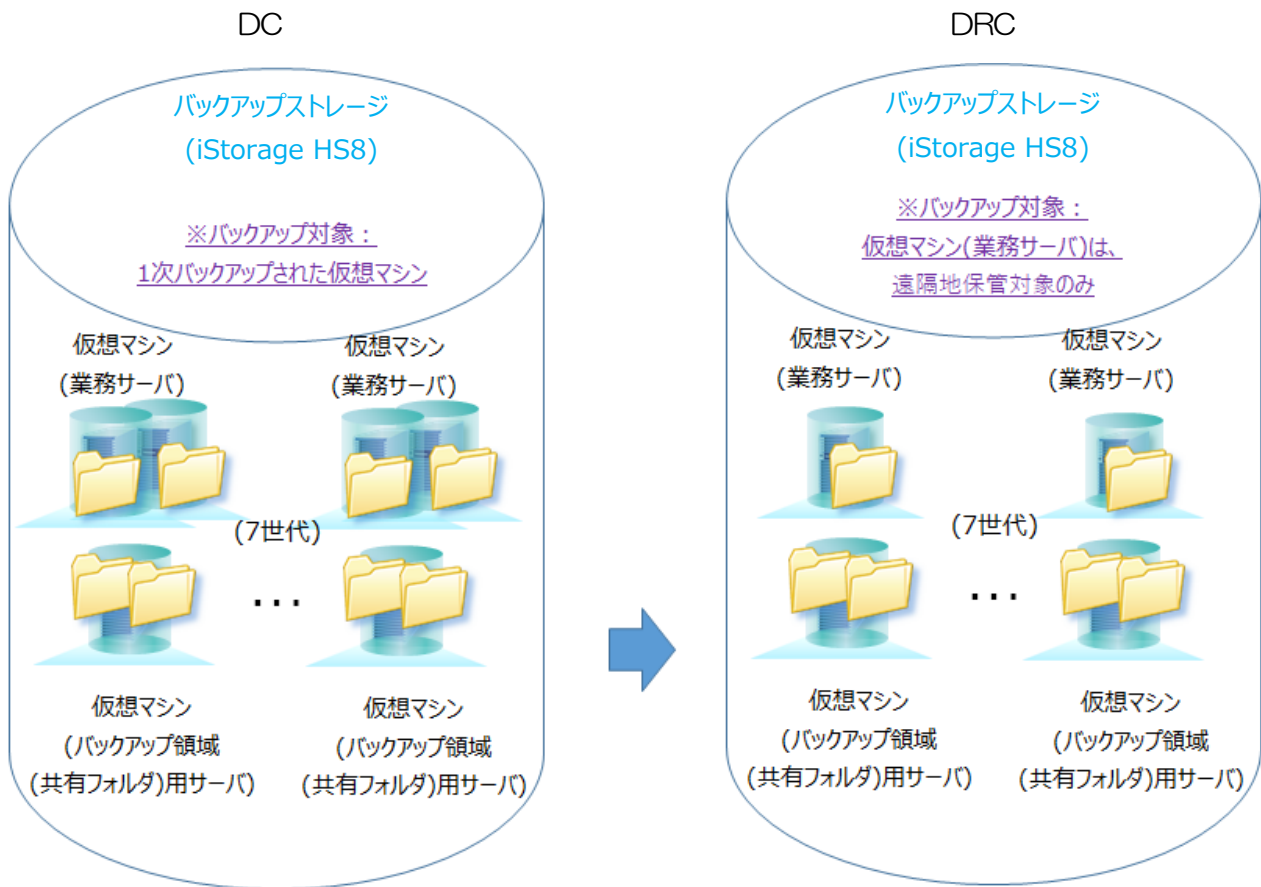 DC
バックアップストレージ
(iStorage HS8)
※バックアップ対象：
1次バックアップされた仮想マシン
仮想マシン
(業務サーバ)
仮想マシン
(業務サーバ)
(7世代)
...
仮想マシン
(バックアップ領域
(共有フォルダ)用サーバ)
仮想マシン
(バックアップ領域
(共有フォルダ)用サーバ)
DRC
バックアップストレージ
(iStorage HS8)
※バックアップ対象：
仮想マシン(業務サーバ)は、
遠隔地保管対象のみ
仮想マシン
(業務サーバ)
仮想マシン
(業務サーバ)
(7世代)
...
仮想マシン
(バックアップ領域
(共有フォルダ)用サーバ)
仮想マシン
(バックアップ領域
(共有フォルダ)用サーバ)